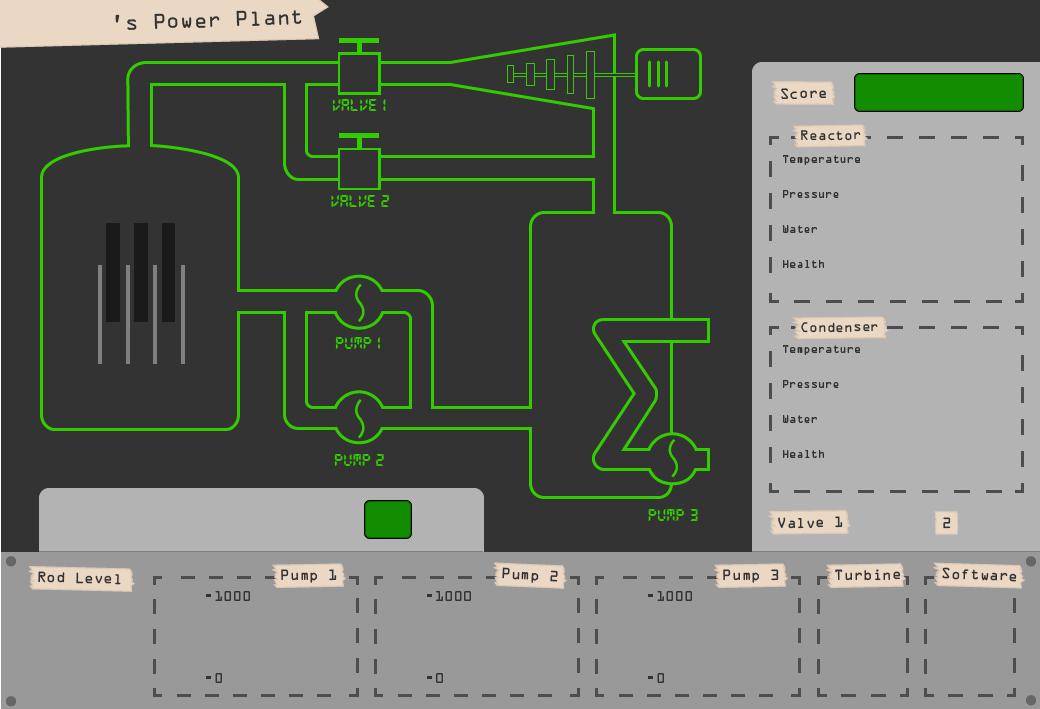 's Power Plant
VALVE 1
VALVE 2
PUMP 1
PUMP 2
PUMP 3
Score
Reactor
Temperature
Pressure
Water
Health
Condenser
Temperature
Pressure
Water
Health
Valve 1
2
Rod Level
Pump 1
-1000
-0
Pump 2
-1000
-0
Pump 3
-1000
-0
Turbine
Software